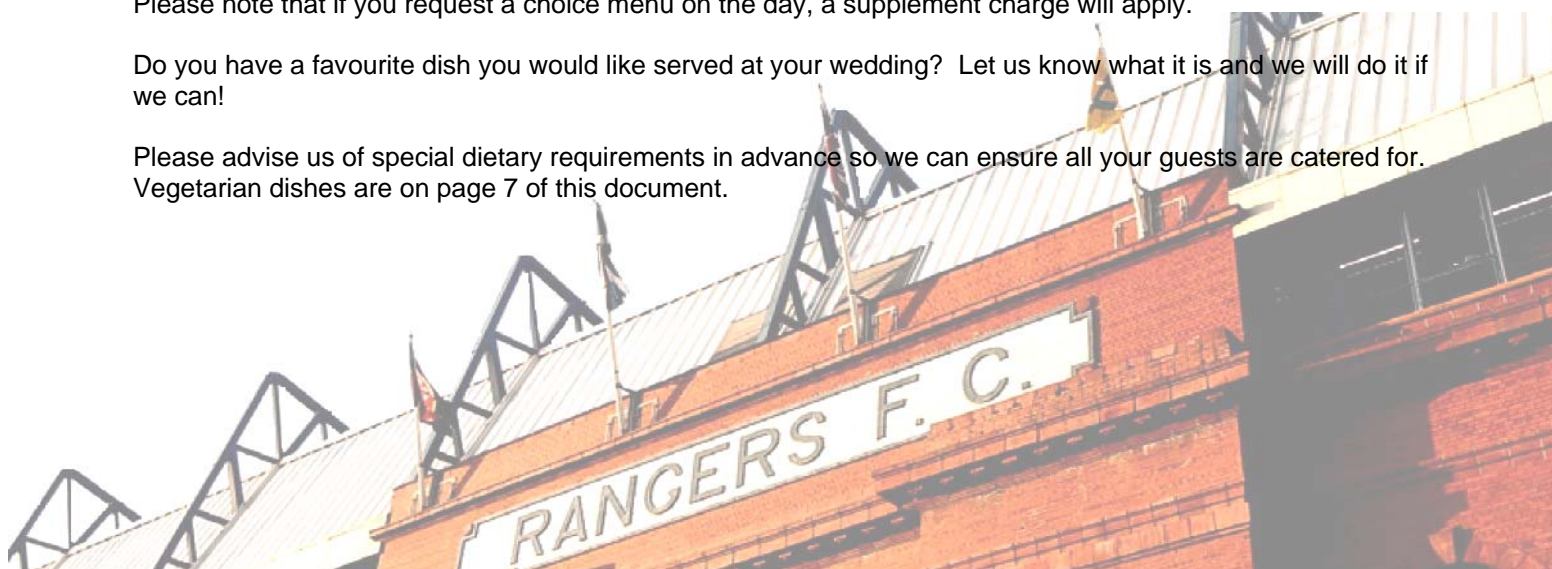 Please note that if you request a choice menu on the day, a supplement charge will apply.
Do you have a favourite dish you would like served at your wedding?  Let us know what it is and we will do it if
we can!
Please advise us of special dietary requirements in advance so we can ensure all your guests are catered for.
Vegetarian dishes are on page 7 of this document.
RANGERS F. C.